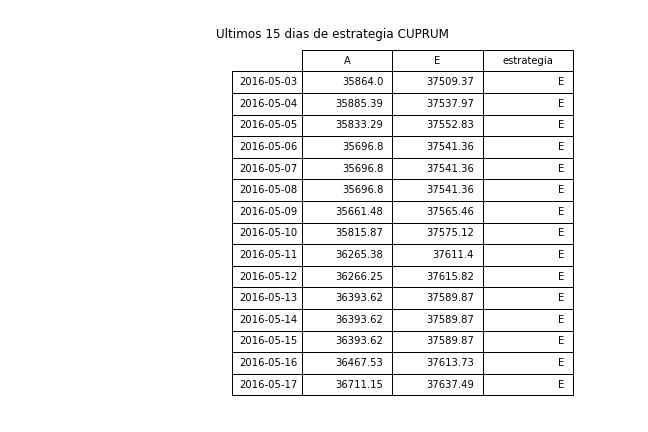 Ultimos 15 dias de estrategia CUPRUM
A E estrategia
2016-05-03 35864.0 37509.37 E
2016-05-04 35885.39 37537.97 E
2016-05-05 35833.29 37552.83 E
2016-05-06 35696.8 37541.36 E
2016-05-07 35696.8 37541.36 E
2016-05-08 35696.8 37541.36 E
2016-05-09 35661.48 37565.46 E
2016-05-10 35815.87 37575.12 E
2016-05-11 36265.38 37611.4 E
2016-05-12 36266.25 37615.82 E
2016-05-13 36393.62 37589.87 E
2016-05-14 36393.62 37589.87 E
2016-05-15 36393.62 37589.87 E
2016-05-16 36467.53 37613.73 E
2016-05-17 36711.15 37637.49 E